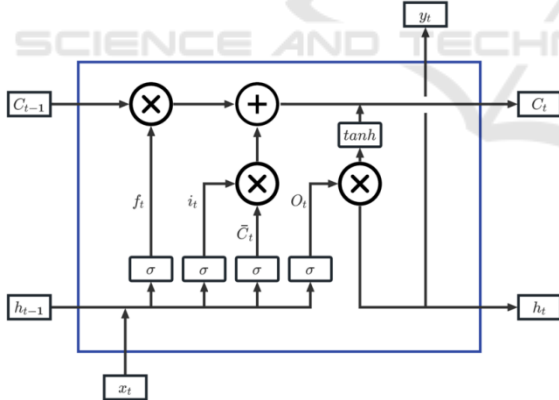 y_t
SCIENCE AND TECHN
C_{t-1}
C_t
tanh
f_t
i_t
O_t
C̄_t
σ
σ
σ
σ
h_{t-1}
h_t
x_t